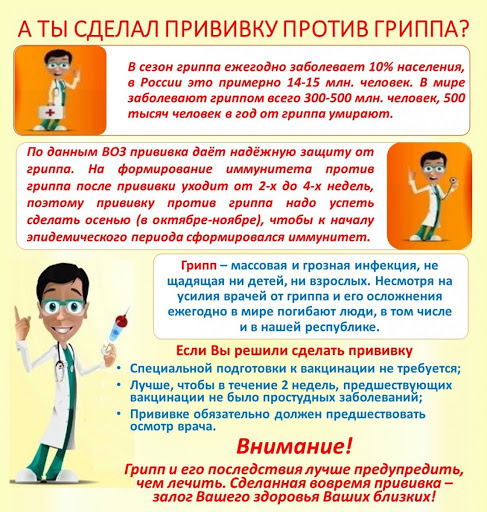 А ТЫ СДЕЛАЛ ПРИВИВКУ ПРОТИВ ГРИППА?
В сезон гриппа ежегодно заболевает 10% населения,
в России это примерно 14-15 млн. человек. В мире
заболевают гриппом всего 300-500 млн. человек, 500
тысяч человек в год от гриппа умирают.
По данным ВОЗ прививка даёт надёжную защиту от
гриппа. На формирование иммунитета против
гриппа после прививки уходит от 2-х до 4-х недель,
поэтому прививку против гриппа надо успеть
сделать осенью (в октябре-ноябре), чтобы к началу
эпидемического периода сформировался иммунитет.
Грипп – массовая и грозная инфекция, не
щадящая ни детей, ни взрослых. Несмотря на
усилия врачей от гриппа и его осложнения
ежегодно в мире погибают люди, в том числе
и в нашей республике.
Если Вы решили сделать прививку
• Специальной подготовки к вакцинации не требуется;
• Лучше, чтобы в течение 2 недель, предшествующих
вакцинации не было простудных заболеваний;
• Прививке обязательно должен предшествовать
осмотр врача.
Внимание!
Грипп и его последствия лучше предупредить,
чем лечить. Сделанная вовремя прививка –
залог Вашего здоровья Ваших близких!